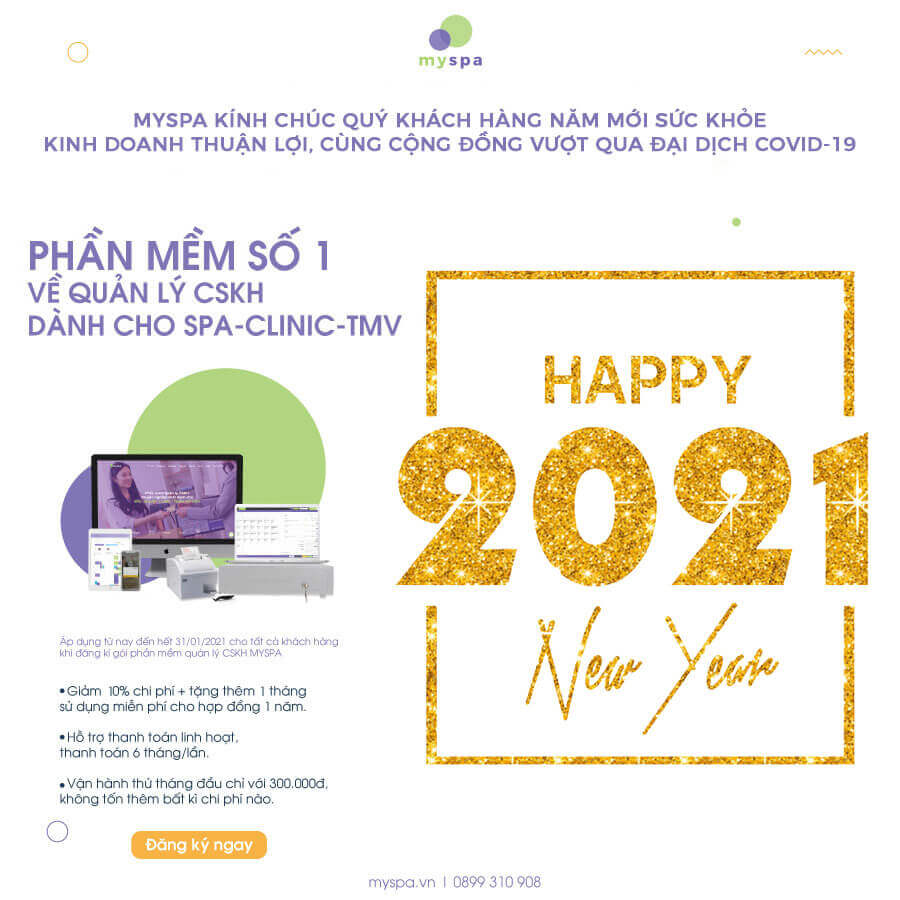 myspa
MYSPA KÍNH CHÚC QUÝ KHÁCH HÀNG NĂM MỚI SỨC KHỎE
KINH DOANH THUẬN LỢI, CÙNG CỘNG ĐỒNG VƯỢT QUA ĐẠI DỊCH COVID-19
PHẦN MỀM SỐ 1
VỀ QUẢN LÝ CSKH
DÀNH CHO SPA-CLINIC-TMV
HAPPY
2021
New Year
Áp dụng từ nay đến hết 31/01/2021 cho tất cả khách hàng
khi đăng kí gói phần mềm quản lý CSKH MYSPA
• Giảm 10% chi phí + tặng thêm 1 tháng
sử dụng miễn phí cho hợp đồng 1 năm.
• Hỗ trợ thanh toán linh hoạt,
thanh toán 6 tháng/lần.
• Vận hành thử tháng đầu chỉ với 300.000đ,
không tốn thêm bất kì chi phí nào.
Đăng ký ngay
myspa.vn | 0899 310 908